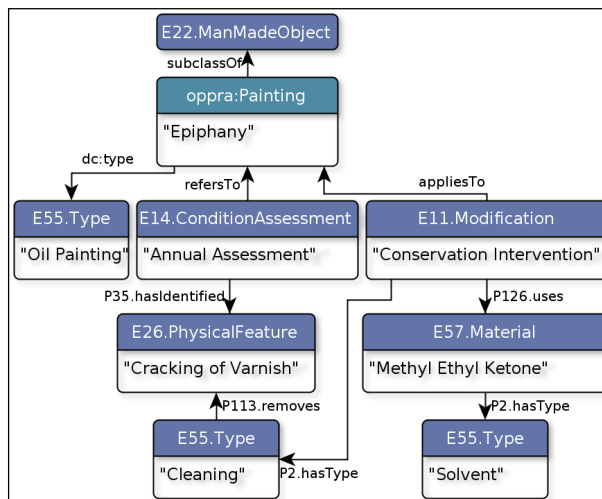 E22.ManMadeObject
subclassOf
oppra:Painting
"Epiphany"
dc:type
refersTo
appliesTo
E55.Type
"Oil Painting"
E14.ConditionAssessment
"Annual Assessment"
E11.Modification
"Conservation Intervention"
P35.hasIdentified
P126.uses
E26.PhysicalFeature
"Cracking of Varnish"
E57.Material
"Methyl Ethyl Ketone"
P113.removes
P2.hasType
E55.Type
"Cleaning"
P2.hasType
E55.Type
"Solvent"